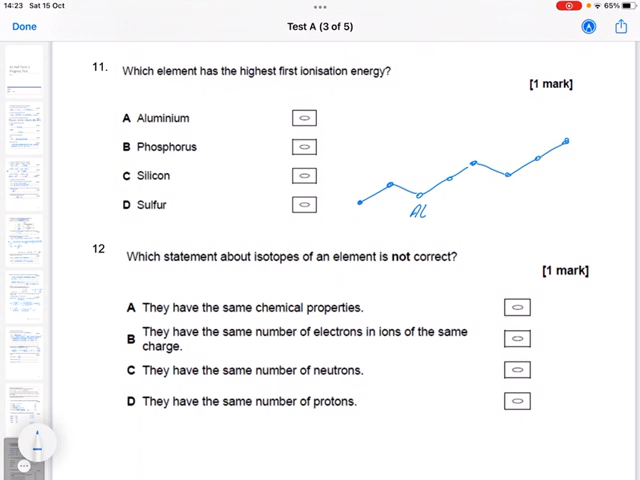 14:23 Sat 15 Oct
65%
Done
Test A (3 of 5)
11. Which element has the highest first ionisation energy?
[1 mark]
A Aluminium
B Phosphorus
C Silicon
D Sulfur
Al
12 Which statement about isotopes of an element is not correct?
[1 mark]
A They have the same chemical properties.
B They have the same number of electrons in ions of the same
charge.
C They have the same number of neutrons.
D They have the same number of protons.